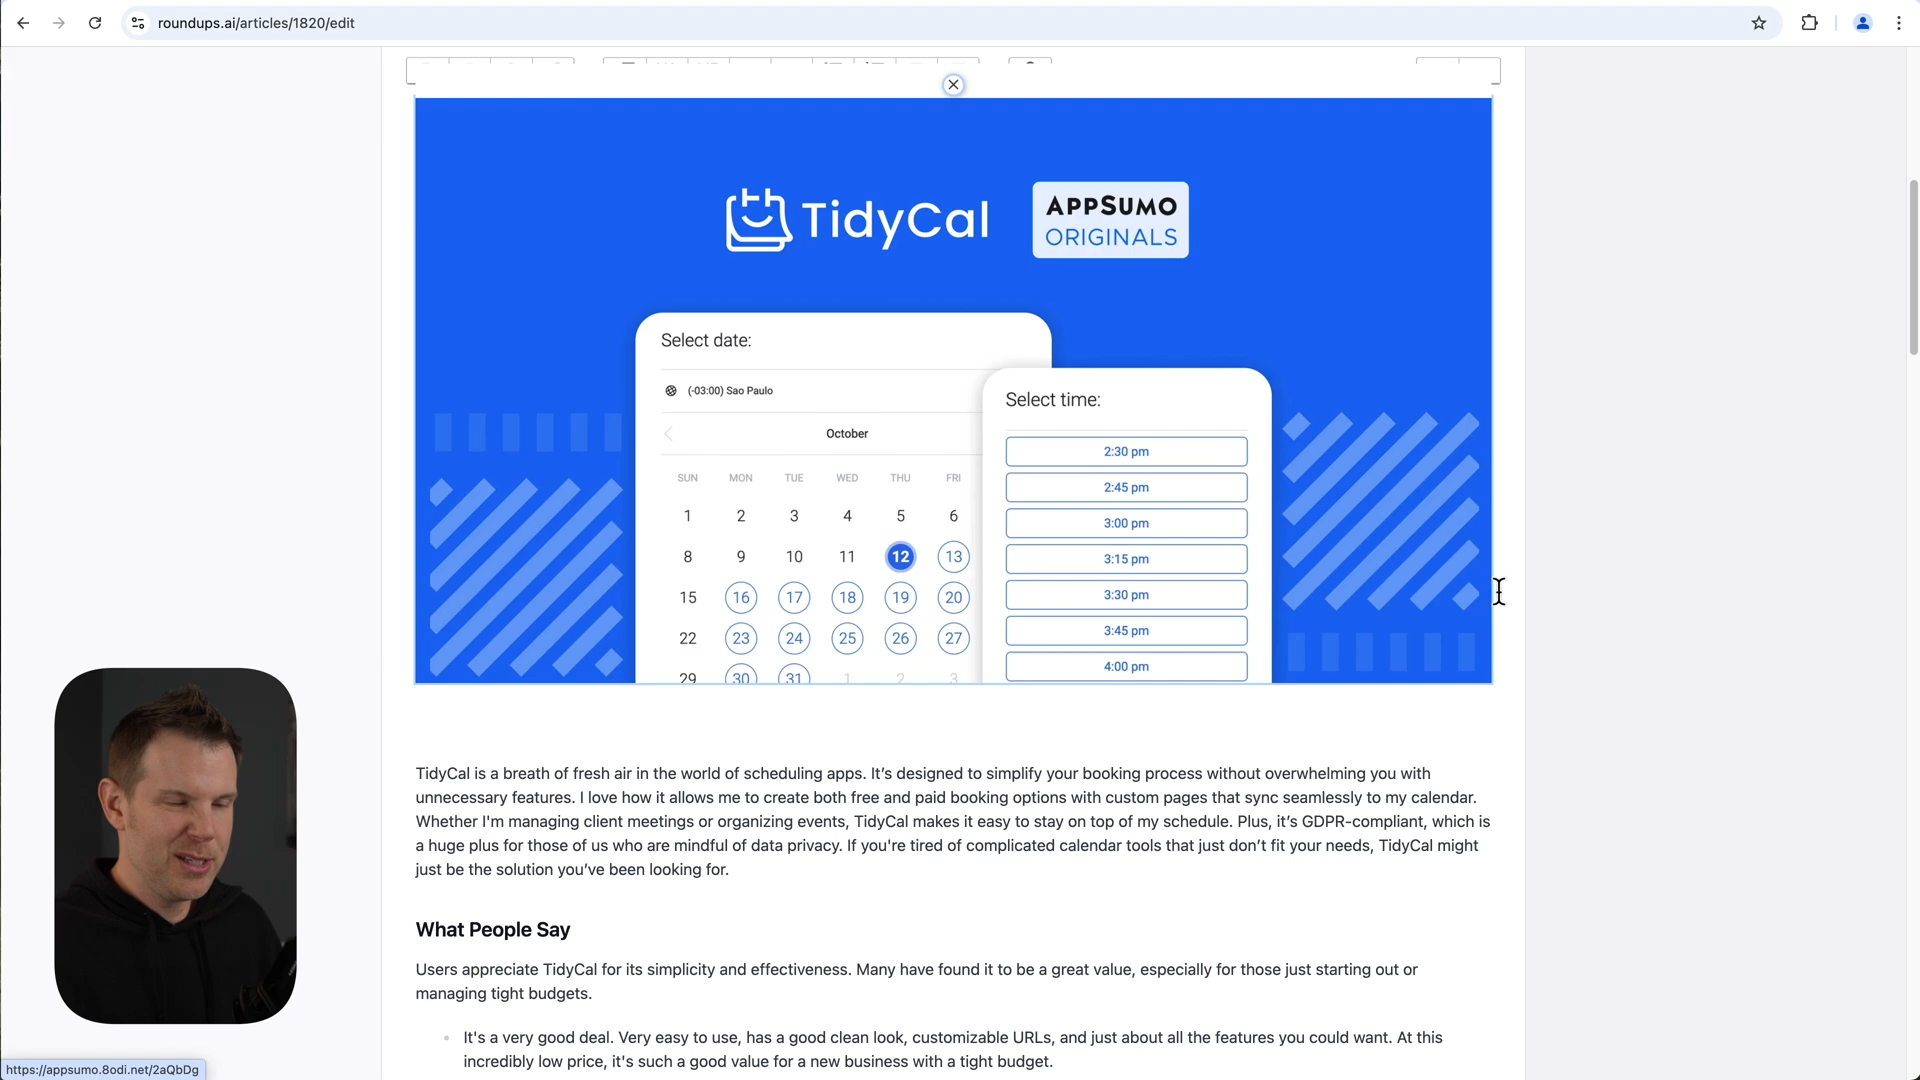 roundups.ai/articles/1820/edit
TidyCal
APPSUMO
ORIGINALS
Select date:
(-03:00) Sao Paulo
October
SUN MON TUE WED THU FRI
1 2 3 4 5 6
8 9 10 11 12 13
15 16 17 18 19 20
22 23 24 25 26 27
29 30 31 1 2 3
Select time:
2:30 pm
2:45 pm
3:00 pm
3:15 pm
3:30 pm
3:45 pm
4:00 pm
TidyCal is a breath of fresh air in the world of scheduling apps. It’s designed to simplify your booking process without overwhelming you with
unnecessary features. I love how it allows me to create both free and paid booking options with custom pages that sync seamlessly to my calendar.
Whether I'm managing client meetings or organizing events, TidyCal makes it easy to stay on top of my schedule. Plus, it’s GDPR-compliant, which is
a huge plus for those of us who are mindful of data privacy. If you're tired of complicated calendar tools that just don’t fit your needs, TidyCal might
just be the solution you’ve been looking for.
What People Say
Users appreciate TidyCal for its simplicity and effectiveness. Many have found it to be a great value, especially for those just starting out or
managing tight budgets.
It's a very good deal. Very easy to use, has a good clean look, customizable URLs, and just about all the features you could want. At this
incredibly low price, it's such a good value for a new business with a tight budget.
https://appsumo.8odi.net/2aQbDg